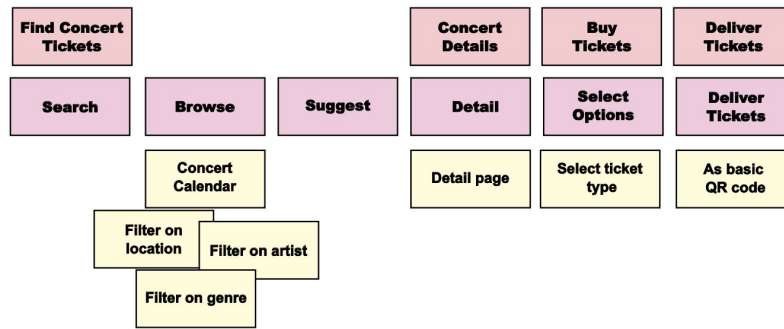 Find Concert
Tickets
Concert
Details
Buy
Tickets
Deliver
Tickets
Search
Browse
Suggest
Detail
Select
Options
Deliver
Tickets
Concert
Calendar
Detail page
Select ticket
type
As basic
QR code
Filter on
location
Filter on artist
Filter on genre